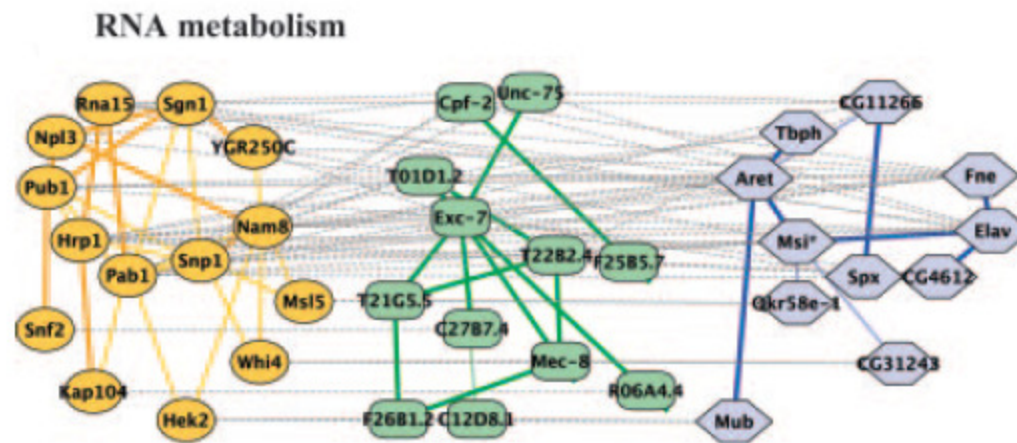 RNA metabolism
Rna15
Sgn1
Cpf-2
Unc-75
CG11266
Npl3
YGR250C
Tbph
Pub1
T01D1.2
Aret
Fne
Hrp1
Nam8
Exc-7
Msi*
Elav
Pab1
Snp1
T22B2.4
F25B5.7
Spx
CG4612
Msl5
T21G5.5
Qkr58e-1
Snf2
C27B7.4
Whi4
Mec-8
CG31243
Kap104
R06A4.4
Hek2
F26B1.2
C12D8.1
Mub